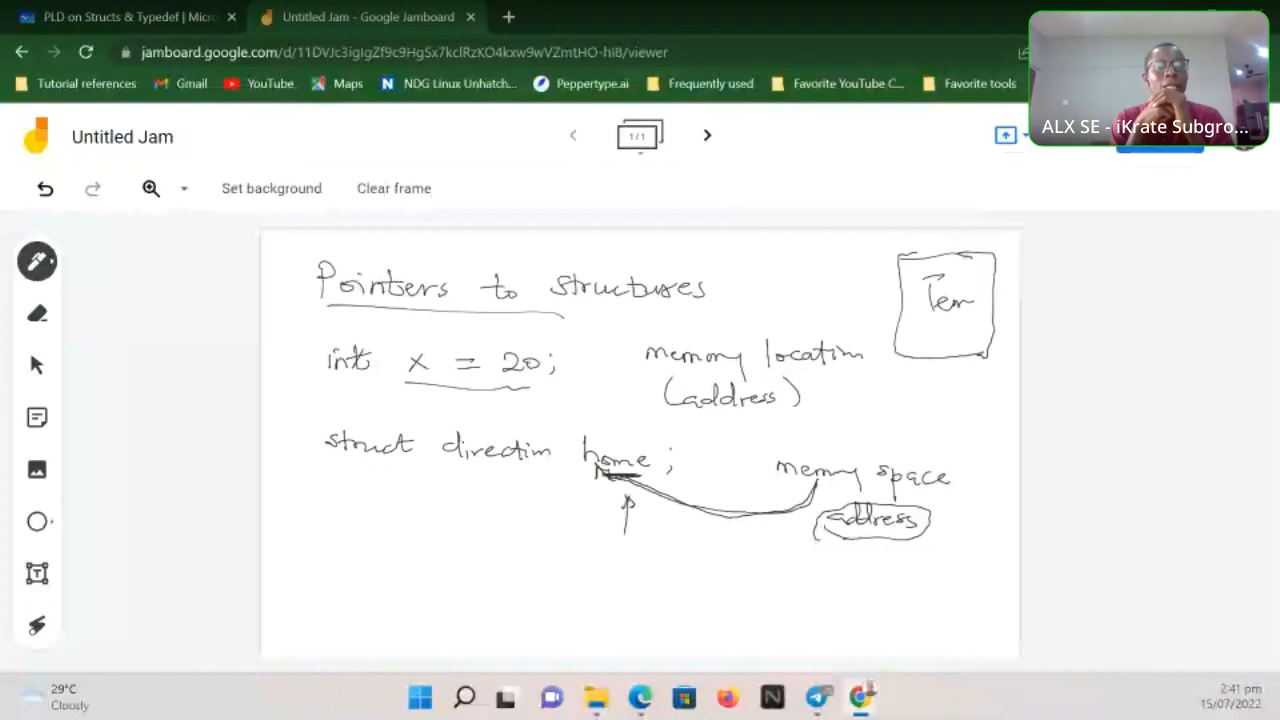 PLD on Structs & Typedef | Micro
Untitled Jam - Google Jamboard
jamboard.google.com/d/11DVJc3igIgZf9c9HgSx7kclRzKO4kxw9wVZmtHO-hi8/viewer
Tutorial references
Gmail
YouTube
Maps
NDG Linux Unhatch...
Peppertype.ai
Frequently used
Favorite YouTube C...
Favorite tools
ALX SE - iKrate Subgro...
Untitled Jam
1/1
Set background
Clear frame
Pointers to structures
int x = 20;
memory location
(address)
struct direction home ;
memory space
address
29°C
Cloudy
2:41 pm
15/07/2022